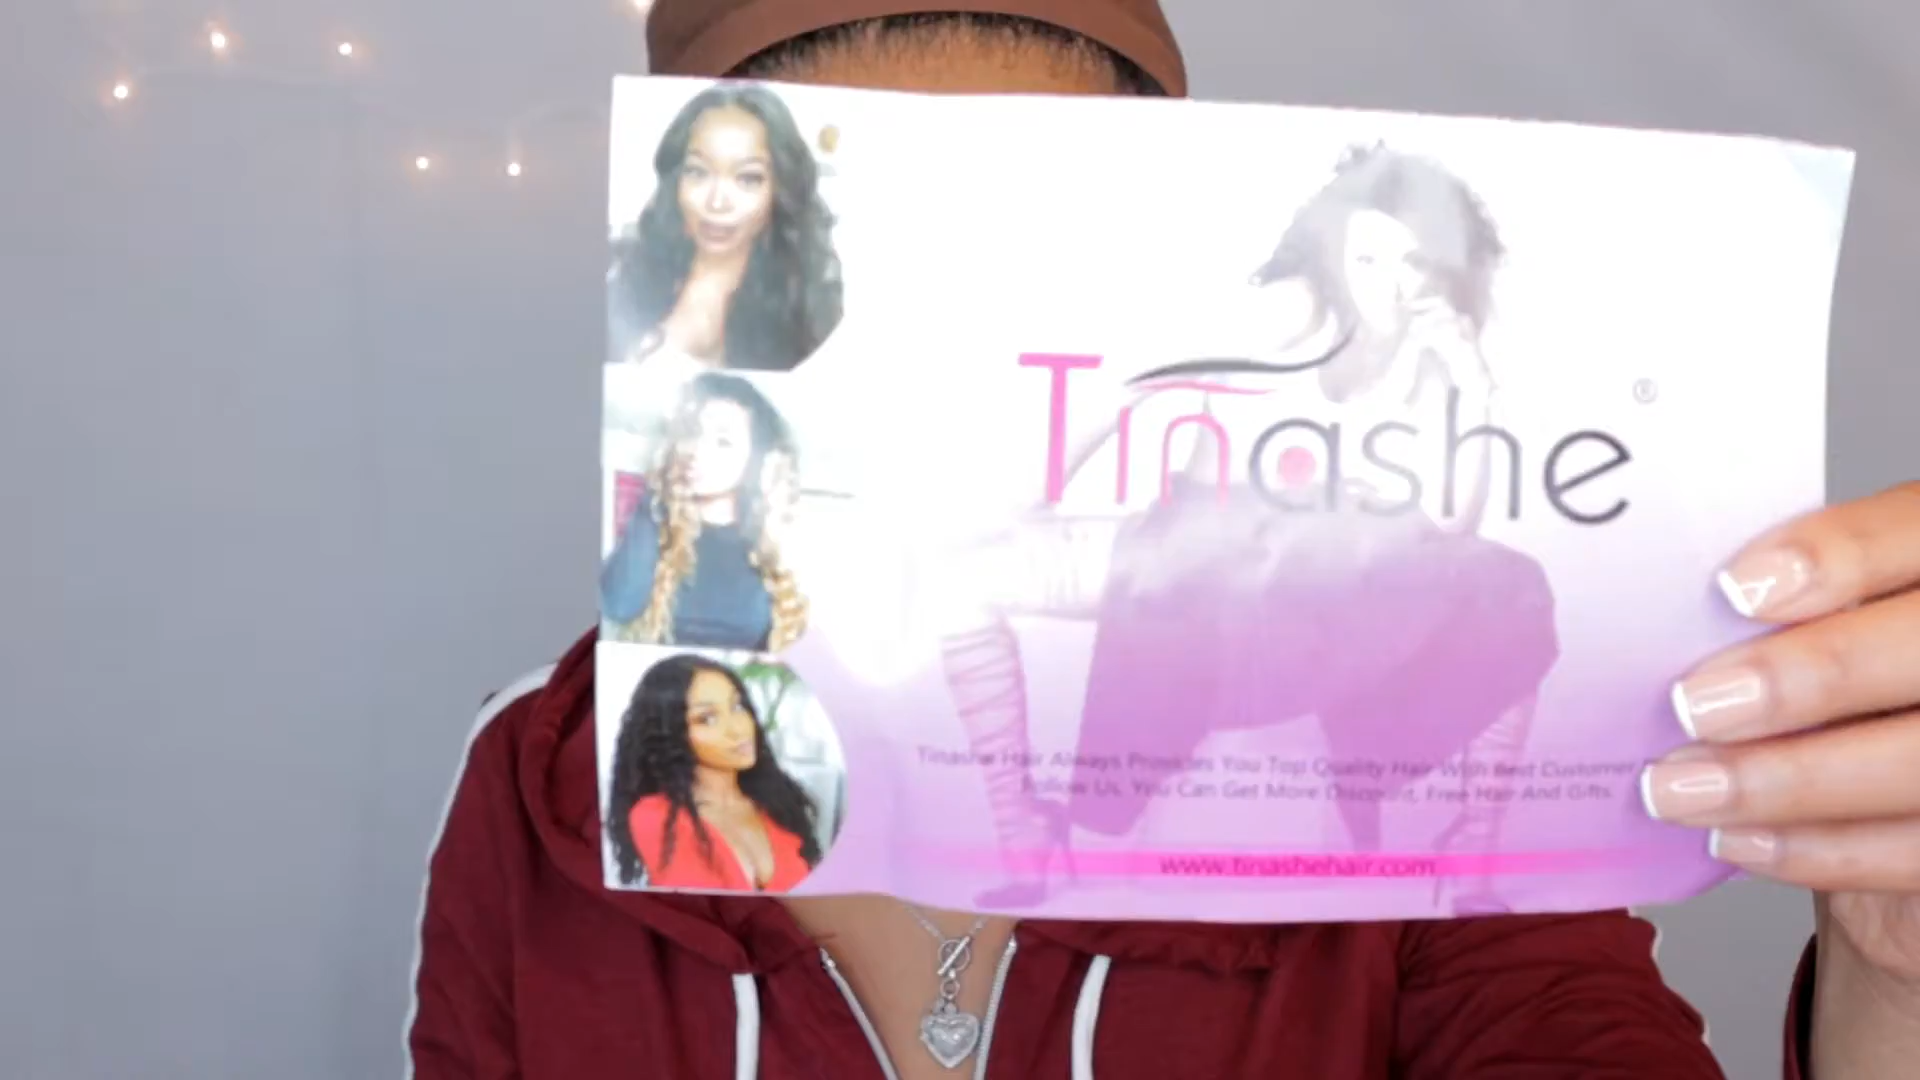 Tinashe®
Tinashe Hair Always Provides You Top Quality Hair With Best Customer
Follow Us, You Can Get More Discount, Free Hair And Gifts.
www.tinashehair.com